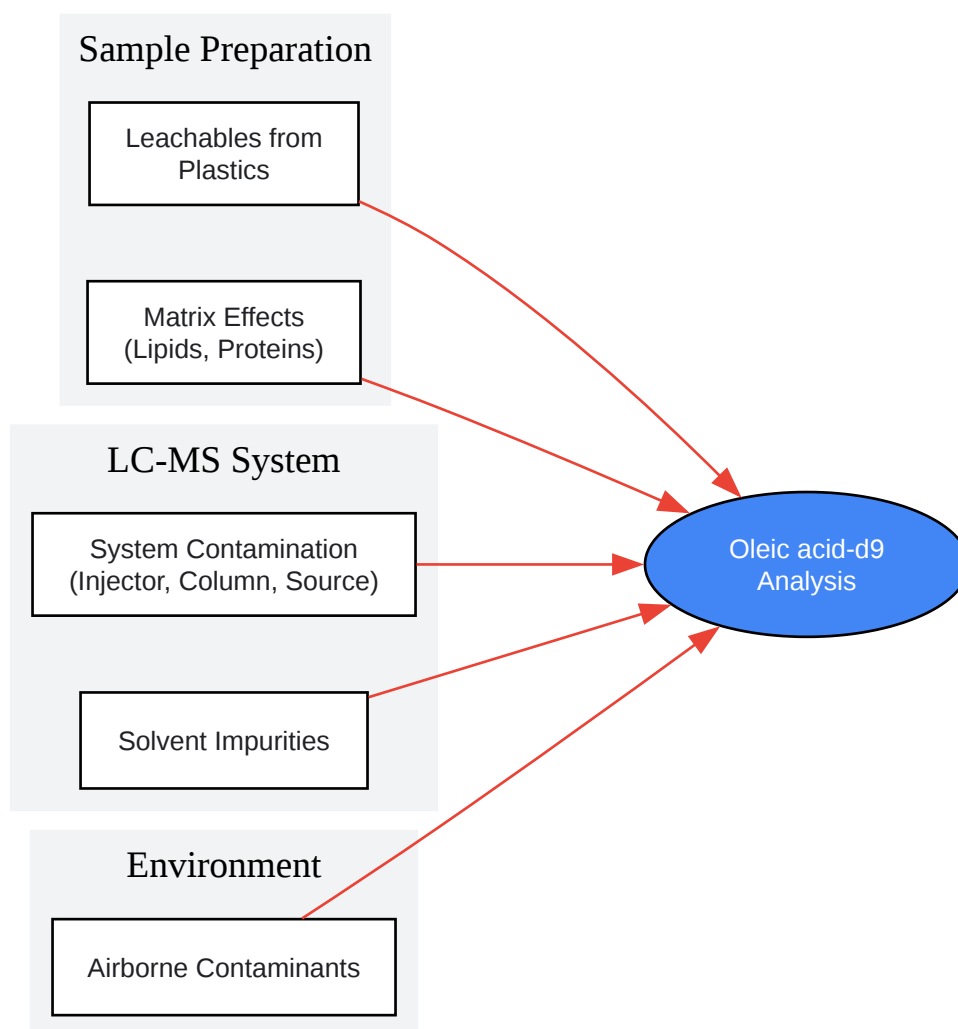 Sample Preparation
Leachables from
Plastics
Matrix Effects
(Lipids, Proteins)
LC-MS System
System Contamination
(Injector, Column, Source)
Solvent Impurities
Environment
Airborne Contaminants
Oleic acid-d9
Analysis